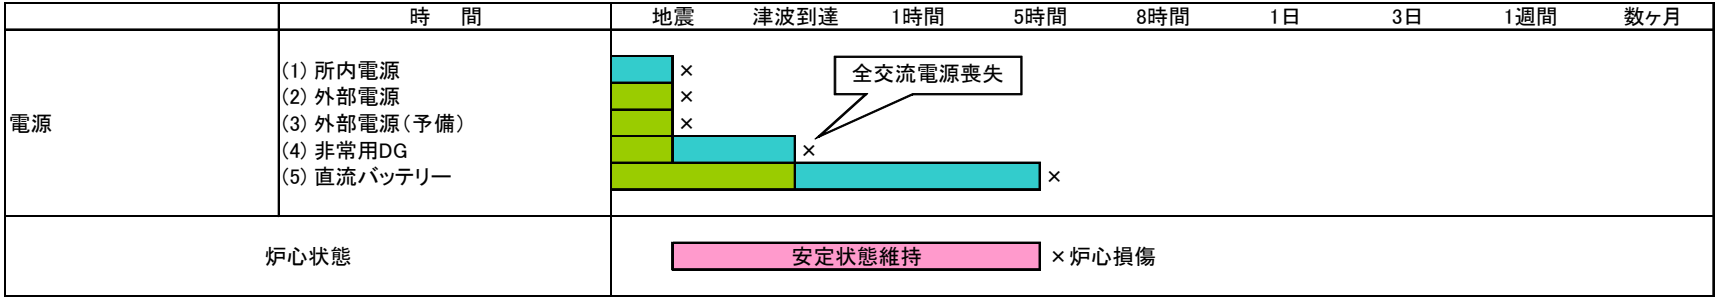 時　間 地震 津波到達 1時間 5時間 8時間 1日 3日 1週間 数ヶ月
電源
(1) 所内電源 ×
(2) 外部電源 ×
(3) 外部電源(予備) ×
(4) 非常用DG ×
(5) 直流バッテリー ×
全交流電源喪失
炉心状態 安定状態維持 ×炉心損傷